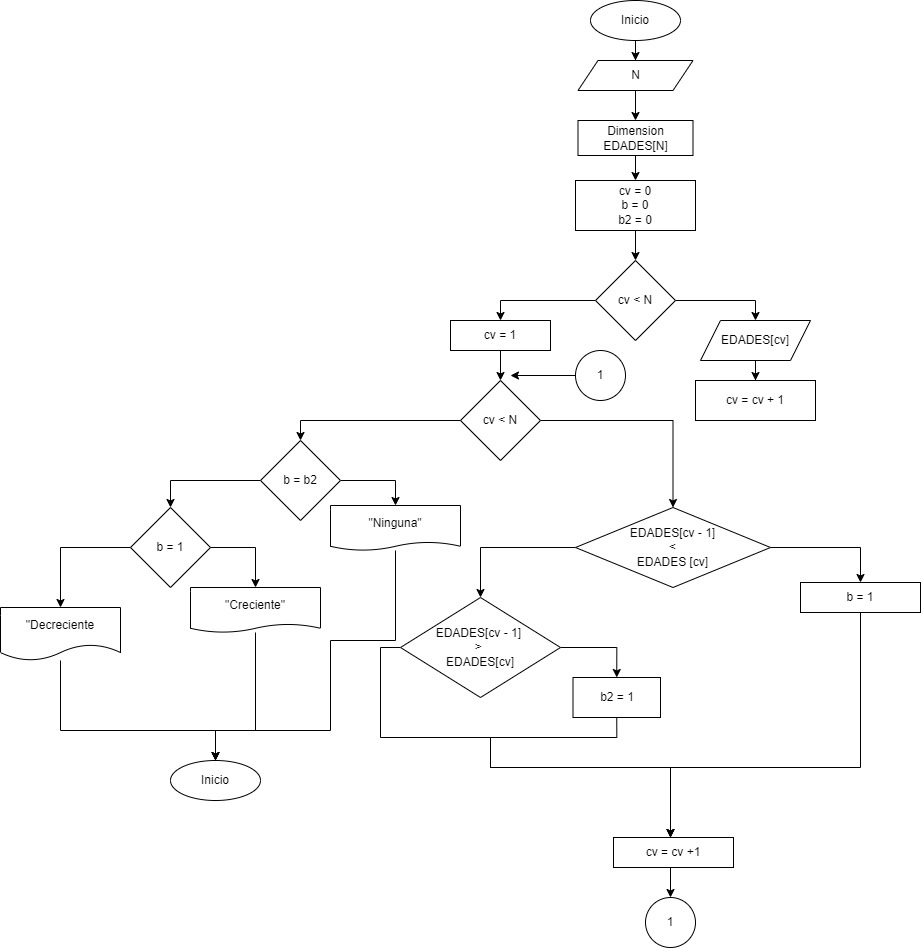 Inicio
N
Dimension
EDADES[N]
cv = 0
b = 0
b2 = 0
cv < N
cv = 1
EDADES[cv]
1
cv = cv + 1
cv < N
b = b2
"Ninguna"
EDADES[cv - 1]
<
EDADES [cv]
b = 1
"Creciente"
b = 1
"Decreciente
EDADES[cv - 1]
>
EDADES[cv]
b2 = 1
Inicio
cv = cv +1
1